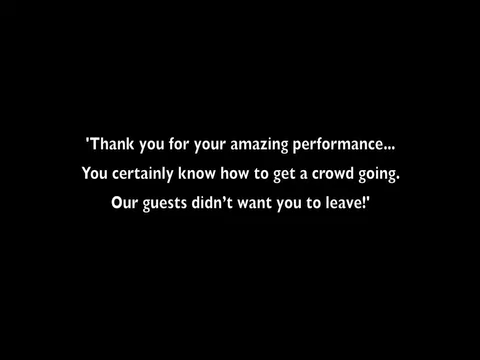 'Thank you for your amazing performance...
You certainly know how to get a crowd going.
Our guests didn’t want you to leave!'